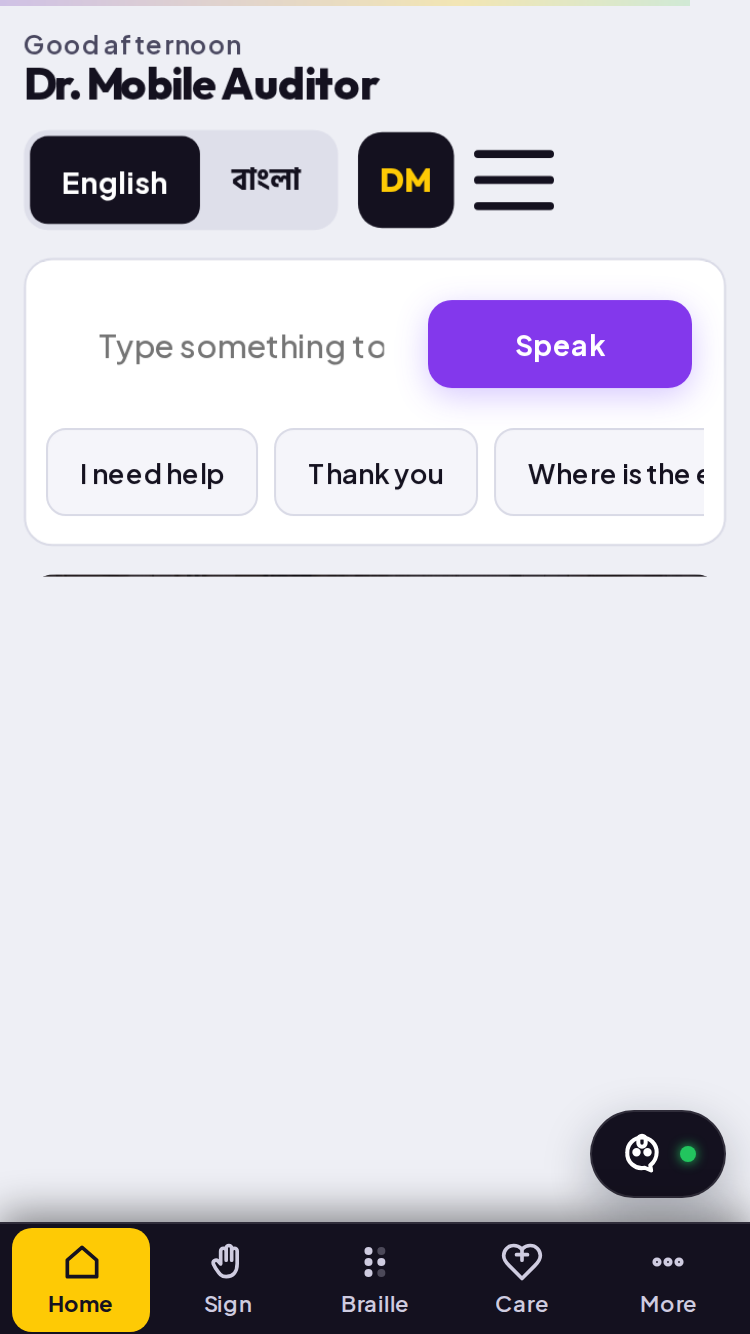 Good afternoon
Dr. Mobile Auditor
English
বাংলা
DM
Type something to
Speak
I need help
Thank you
Where is the
Home
Sign
Braille
Care
More